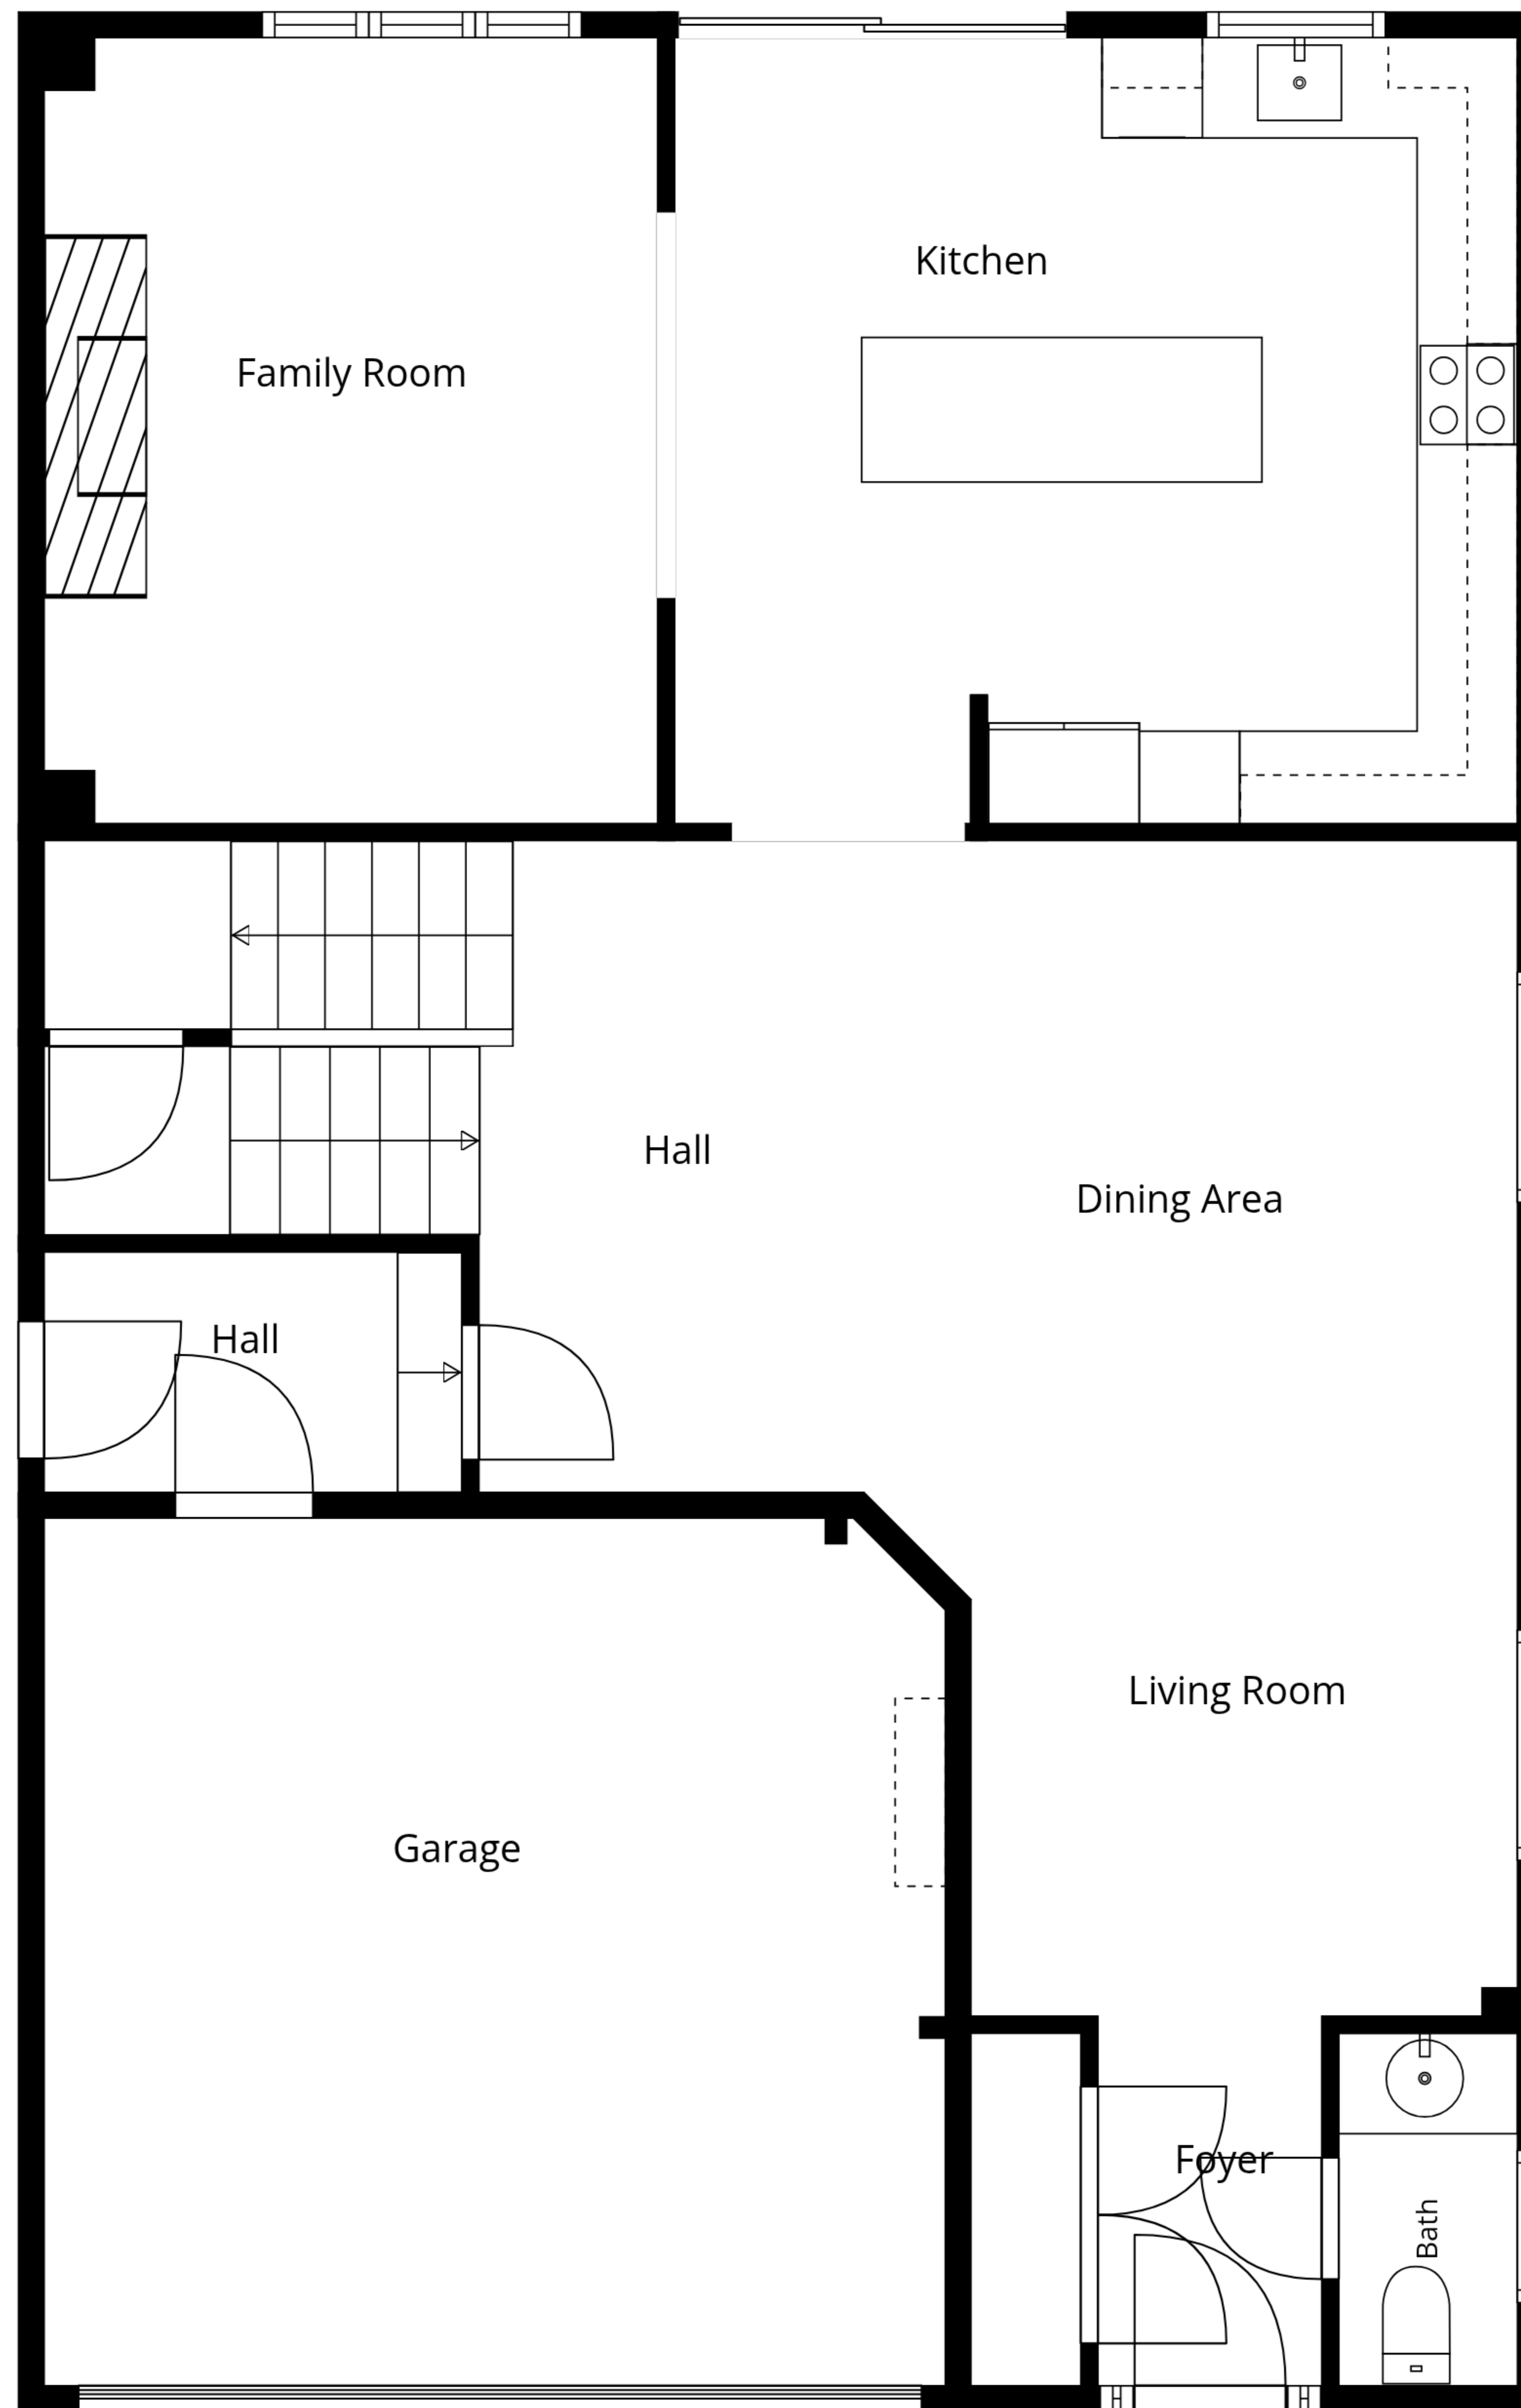 Kitchen
Family Room
Hall
Dining Area
Hall
Living Room
Garage
Foyer
Bath